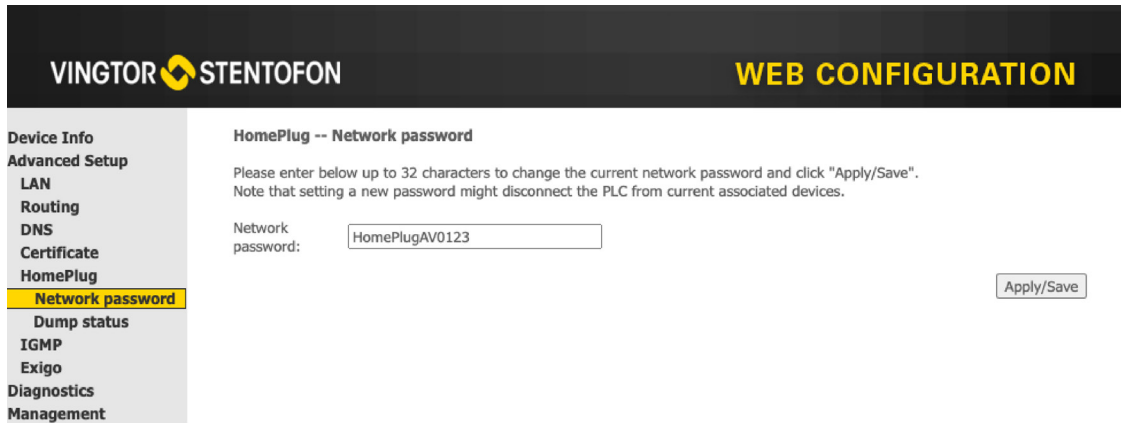 VINGTOR STENTOFON
WEB CONFIGURATION
Device Info
Advanced Setup
LAN
Routing
DNS
Certificate
HomePlug
Network password
Dump status
IGMP
Exigo
Diagnostics
Management
HomePlug -- Network password
Please enter below up to 32 characters to change the current network password and click "Apply/Save".
Note that setting a new password might disconnect the PLC from current associated devices.
Network
password:
HomePlugAV0123
Apply/Save